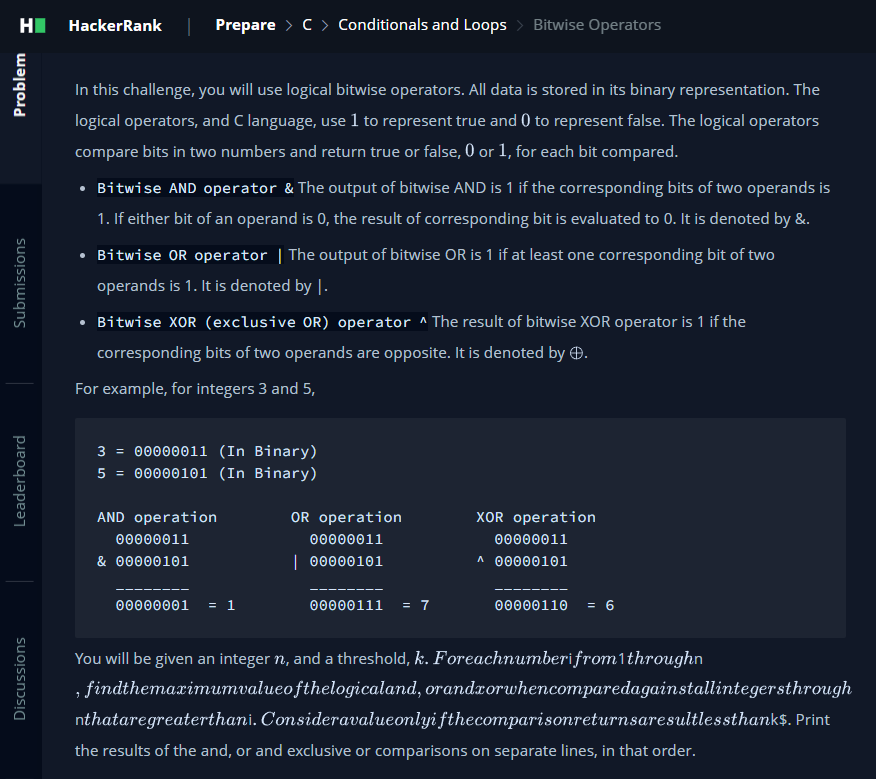 H HackerRank | Prepare > C > Conditionals and Loops > Bitwise Operators
Problem
Submissions
Leaderboard
Discussions
In this challenge, you will use logical bitwise operators. All data is stored in its binary representation. The
logical operators, and C language, use 1 to represent true and 0 to represent false. The logical operators
compare bits in two numbers and return true or false, 0 or 1, for each bit compared.
• Bitwise AND operator & The output of bitwise AND is 1 if the corresponding bits of two operands is
1. If either bit of an operand is 0, the result of corresponding bit is evaluated to 0. It is denoted by &.
• Bitwise OR operator | The output of bitwise OR is 1 if at least one corresponding bit of two
operands is 1. It is denoted by |.
• Bitwise XOR (exclusive OR) operator ^ The result of bitwise XOR operator is 1 if the
corresponding bits of two operands are opposite. It is denoted by ⊕.
For example, for integers 3 and 5,
3 = 00000011 (In Binary)
5 = 00000101 (In Binary)
AND operation OR operation XOR operation
00000011 00000011 00000011
& 00000101 | 00000101 ^ 00000101
________ ________ ________
00000001 = 1 00000111 = 7 00000110 = 6
You will be given an integer n, and a threshold, k.Foreachnumberifrom1throughn
,findthemaximumvalueofthelogicaland,orandxorwhencomparedagainstallintegersthrough
nthataregreaterthani.Consideravalueonlyifthecomparisonreturnsaresultlessthank$. Print
the results of the and, or and exclusive or comparisons on separate lines, in that order.